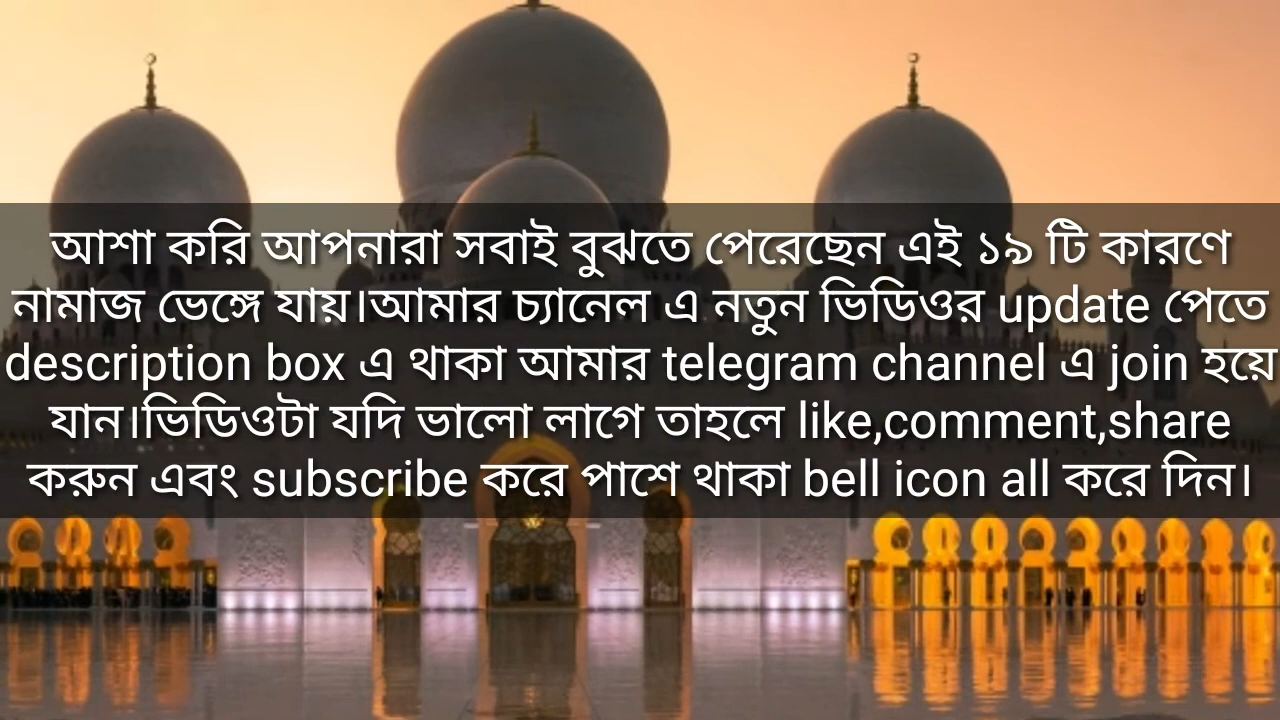 আশা করি আপনারা সবাই বুঝতে পেরেছেন এই ১৯ টি কারণে
নামাজ ভেঙ্গে যায়।আমার চ্যানেল এ নতুন ভিডিওর update পেতে
description box এ থাকা আমার telegram channel এ join হয়ে
যান।ভিডিওটা যদি ভালো লাগে তাহলে like,comment,share
করুন এবং subscribe করে পাশে থাকা bell icon all করে দিন।